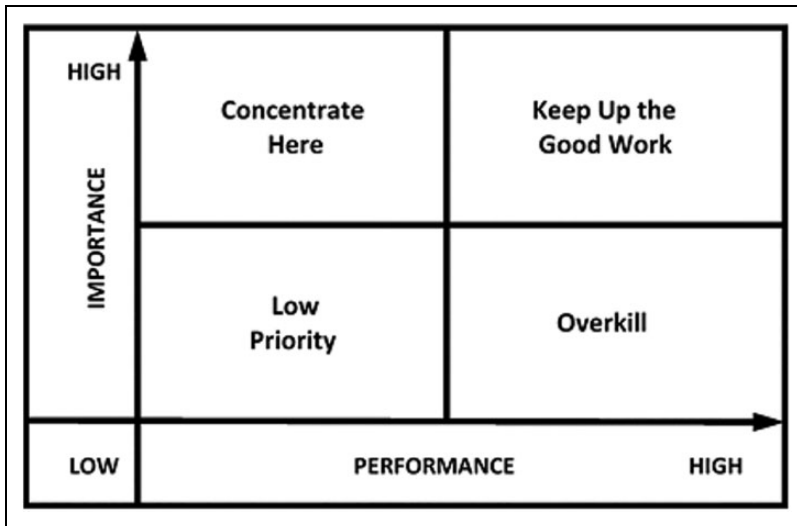 HIGH
Concentrate
Here
Keep Up the
Good Work
IMPORTANCE
Low
Priority
Overkill
LOW
PERFORMANCE
HIGH